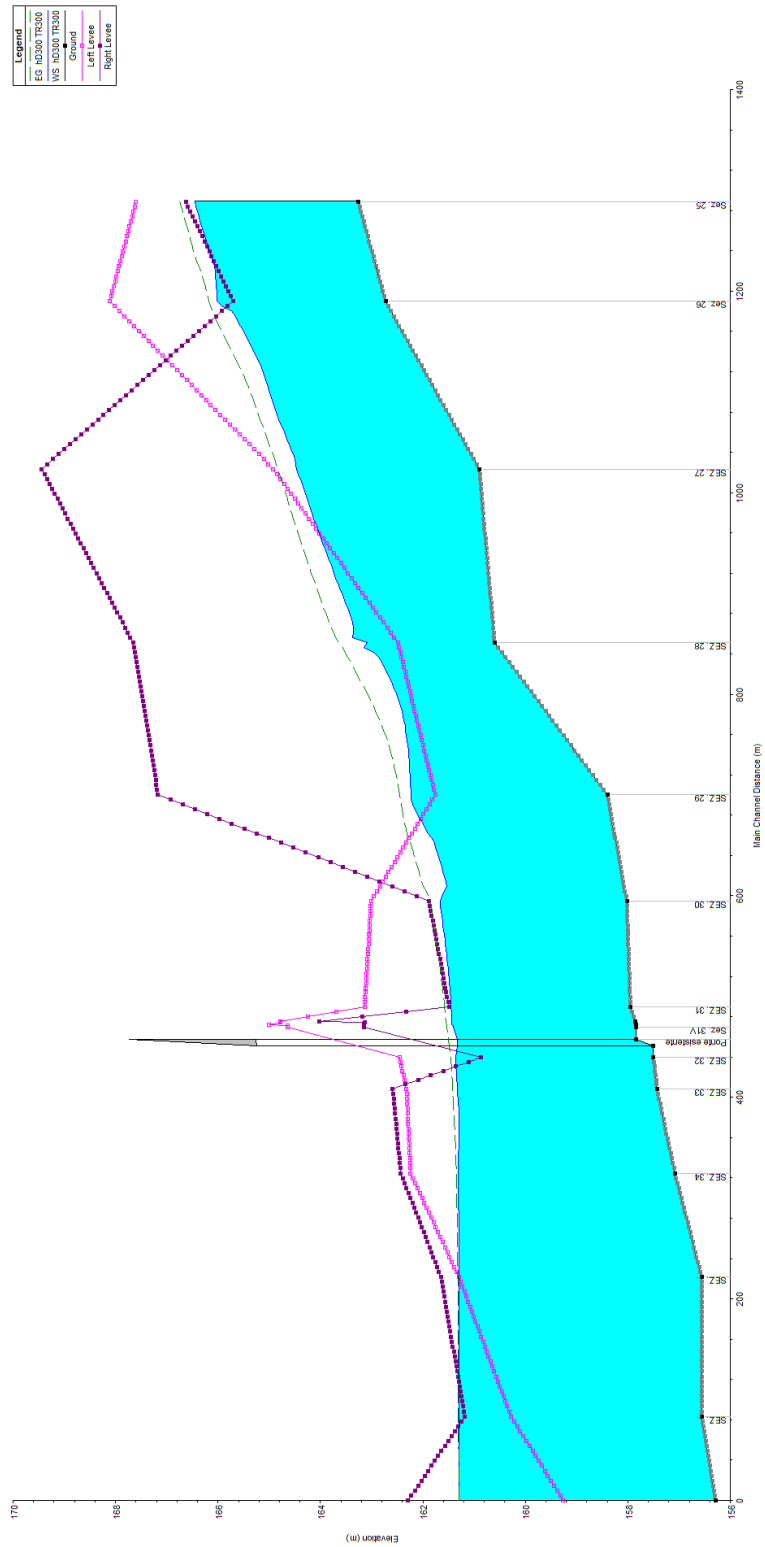 Legend
EG hD300 TR300
WS hD300 TR300
Ground
Left Levee
Right Levee
170
168
166
164
162
160
158
156
Elevation (m)
0
200
400
600
800
1000
1200
1400
Main Channel Distance (m)
SEZ.
SEZ.
SEZ. 34
SEZ. 33
SEZ. 32
Ponte esistente
Sez. 31V
SEZ. 31
SEZ. 30
SEZ. 29
SEZ. 28
SEZ. 27
Sez. 26
Sez. 25